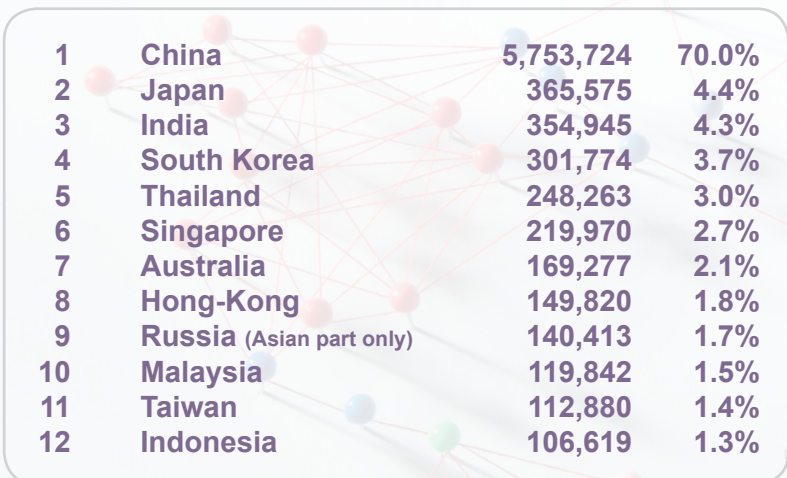 1 China 5,753,724 70.0%
2 Japan 365,575 4.4%
3 India 354,945 4.3%
4 South Korea 301,774 3.7%
5 Thailand 248,263 3.0%
6 Singapore 219,970 2.7%
7 Australia 169,277 2.1%
8 Hong-Kong 149,820 1.8%
9 Russia (Asian part only) 140,413 1.7%
10 Malaysia 119,842 1.5%
11 Taiwan 112,880 1.4%
12 Indonesia 106,619 1.3%